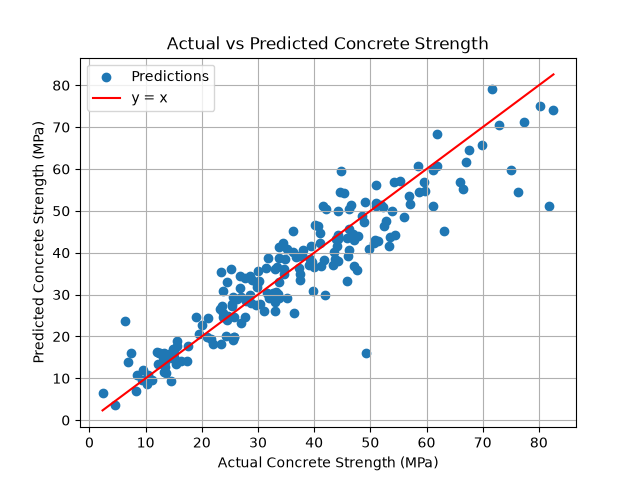 Actual vs Predicted Concrete Strength
Predictions
y = x
Predicted Concrete Strength (MPa)
80
70
60
50
40
30
20
10
0
0 10 20 30 40 50 60 70 80
Actual Concrete Strength (MPa)